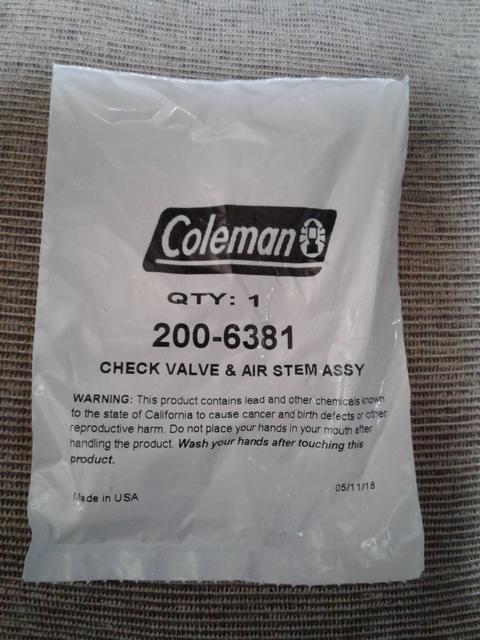 Coleman
QTY: 1
200-6381
CHECK VALVE & AIR STEM ASSY
WARNING: This product contains lead and other chemicals known
to the state of California to cause cancer and birth defects or other
reproductive harm. Do not place your hands in your mouth after
handling the product. Wash your hands after touching this
product.
Made in USA
05/11/18